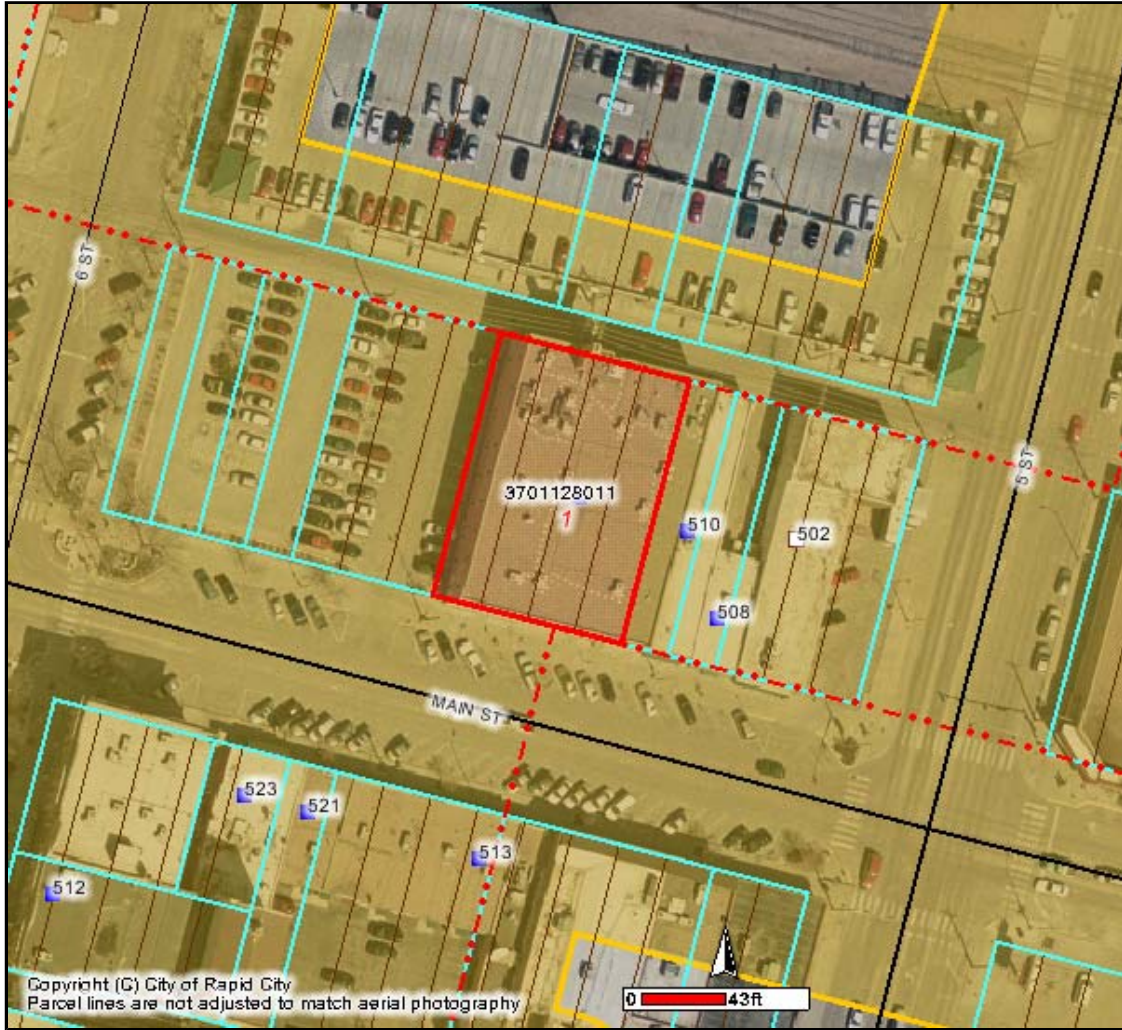 6 ST
3701128011
1
510
502
508
5 ST
MAIN ST
523
521
513
512
Copyright (C) City of Rapid City
Parcel lines are not adjusted to match aerial photography
0 43ft